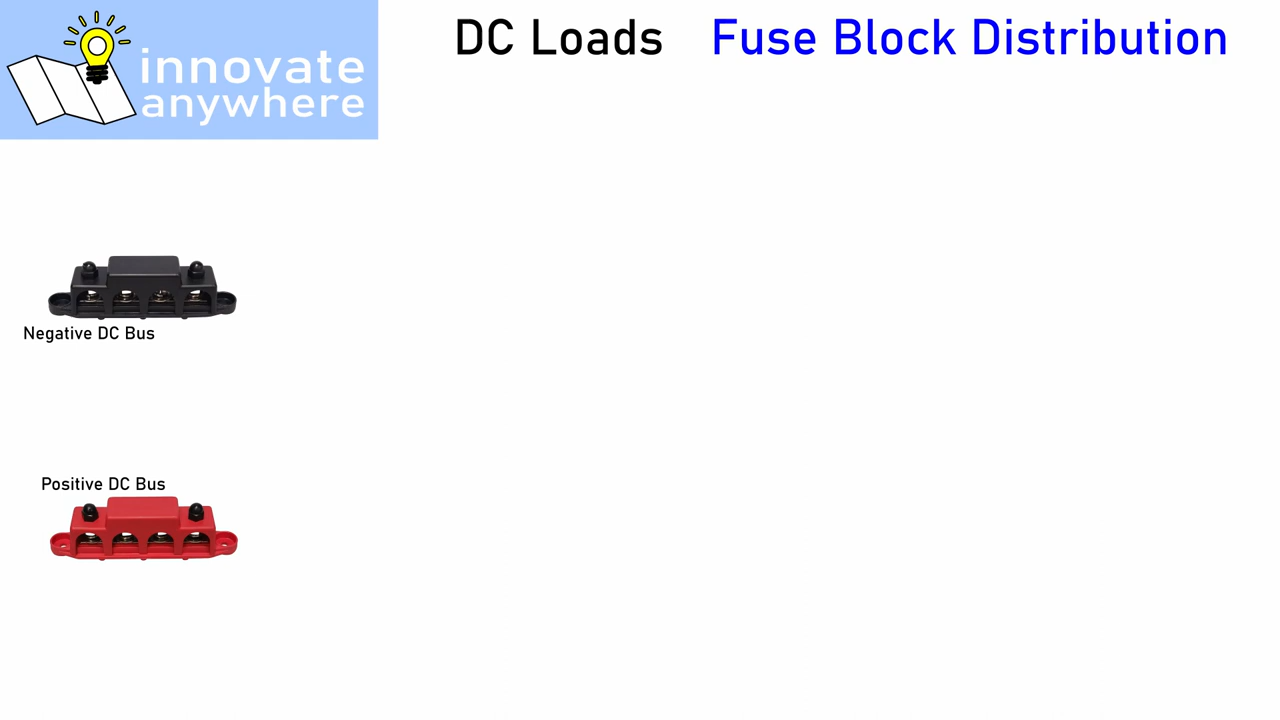 innovate
anywhere
DC Loads Fuse Block Distribution
Negative DC Bus
Positive DC Bus